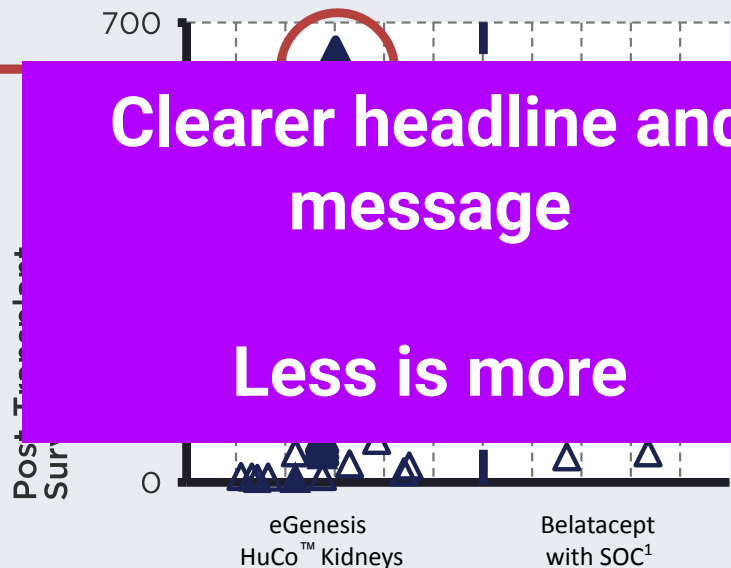 700
Clearer headline and
message
Less is more
0
eGenesis
HuCo™ Kidneys
Belatacept
with SOC¹